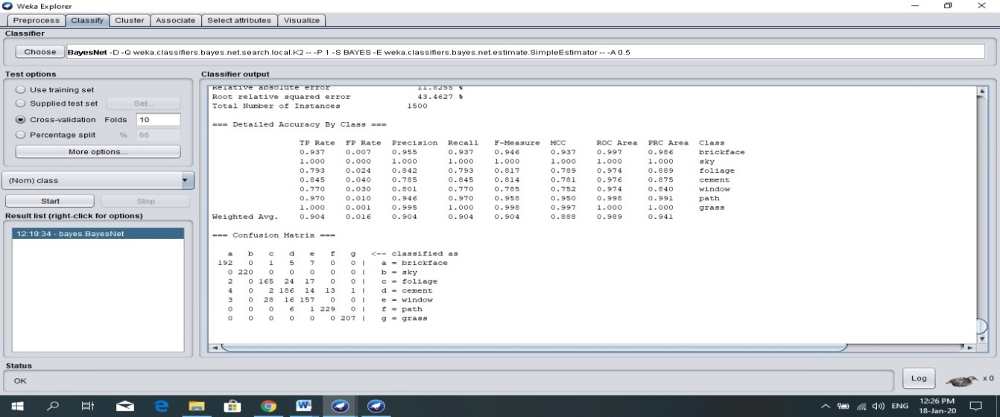 Weka Explorer
Preprocess Classify Cluster Associate Select attributes Visualize
Classifier
Choose BayesNet -D -Q weka.classifiers.bayes.net.search.local.K2 -- -P 1 -S BAYES -E weka.classifiers.bayes.net.estimate.SimpleEstimator -- -A 0.5
Test options
Use training set
Supplied test set Set...
Cross-validation Folds 10
Percentage split % 66
More options...
(Nom) class
Start Stop
Result list (right-click for options)
12:19:34 - bayes.BayesNet
Classifier output
Relative absolute error 11.8255 %
Root relative squared error 43.4627 %
Total Number of Instances 1500
=== Detailed Accuracy By Class ===
TP Rate FP Rate Precision Recall F-Measure MCC ROC Area PRC Area Class
0.937 0.007 0.955 0.937 0.946 0.937 0.997 0.986 brickface
1.000 0.000 1.000 1.000 1.000 1.000 1.000 1.000 sky
0.793 0.024 0.842 0.793 0.817 0.789 0.974 0.889 foliage
0.845 0.040 0.785 0.845 0.814 0.781 0.976 0.875 cement
0.770 0.030 0.801 0.770 0.785 0.752 0.974 0.840 window
0.970 0.010 0.946 0.970 0.958 0.950 0.998 0.991 path
1.000 0.001 0.995 1.000 0.998 0.997 1.000 1.000 grass
Weighted Avg. 0.904 0.016 0.904 0.904 0.904 0.888 0.989 0.941
=== Confusion Matrix ===
a b c d e f g <-- classified as
192 0 1 5 7 0 0 | a = brickface
0 220 0 0 0 0 0 | b = sky
2 0 165 24 17 0 0 | c = foliage
4 0 2 186 14 13 1 | d = cement
3 0 28 16 157 0 0 | e = window
0 0 0 6 1 229 0 | f = path
0 0 0 0 0 0 207 | g = grass
Status
OK
Log x 0
ENG 12:26 PM
18-Jan-20